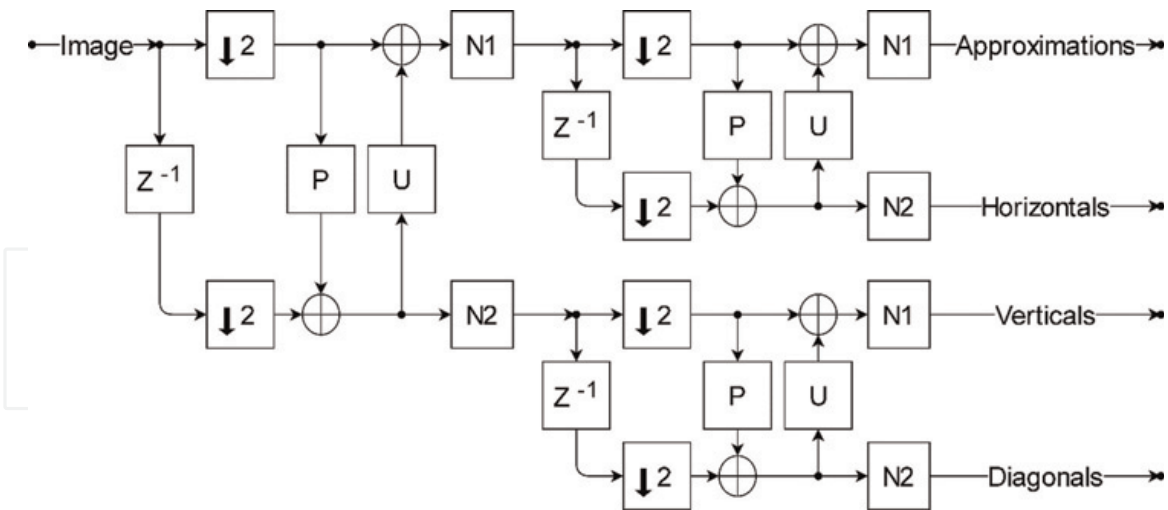 Image ↓2 N1 ↓2 N1 Approximations
Z⁻¹ P U Z⁻¹ P U
↓2 N2 Horizontals
↓2 N2 ↓2 N1 Verticals
Z⁻¹ P U
↓2 N2 Diagonals